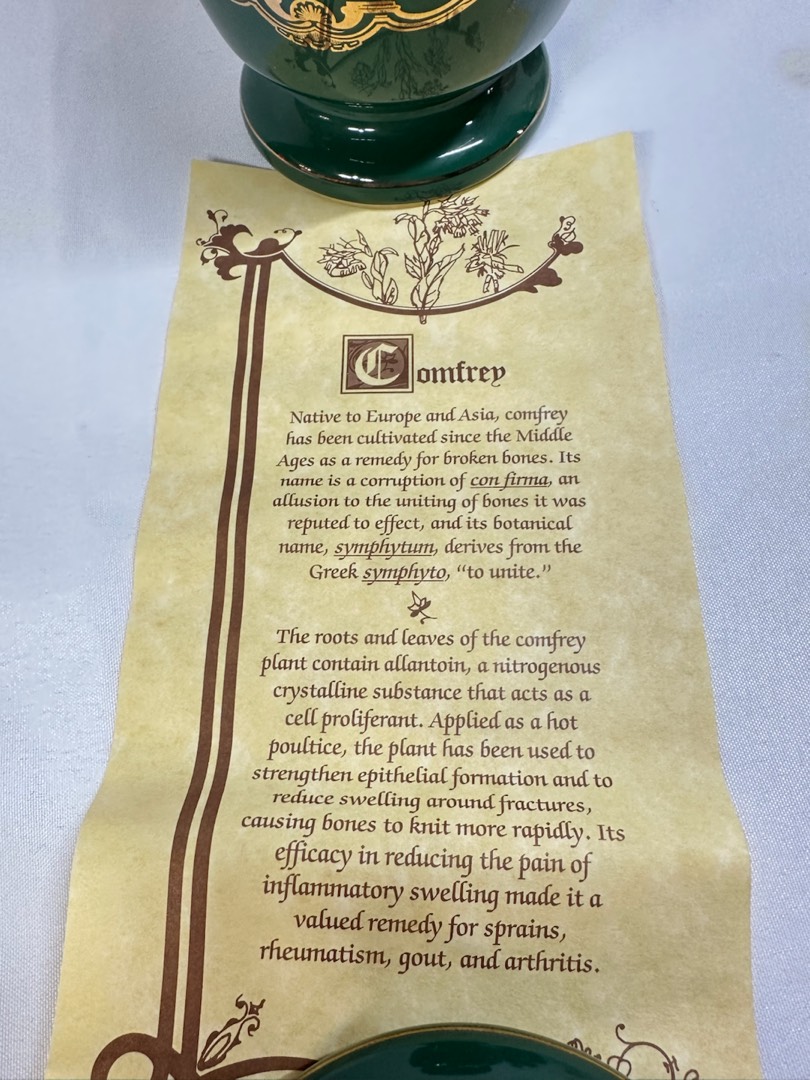 Comfrey
Native to Europe and Asia, comfrey
has been cultivated since the Middle
Ages as a remedy for broken bones. Its
name is a corruption of con firma, an
allusion to the uniting of bones it was
reputed to effect, and its botanical
name, symphytum, derives from the
Greek symphyto, “to unite.”
The roots and leaves of the comfrey
plant contain allantoin, a nitrogenous
crystalline substance that acts as a
cell proliferant. Applied as a hot
poultice, the plant has been used to
strengthen epithelial formation and to
reduce swelling around fractures,
causing bones to knit more rapidly. Its
efficacy in reducing the pain of
inflammatory swelling made it a
valued remedy for sprains,
rheumatism, gout, and arthritis.